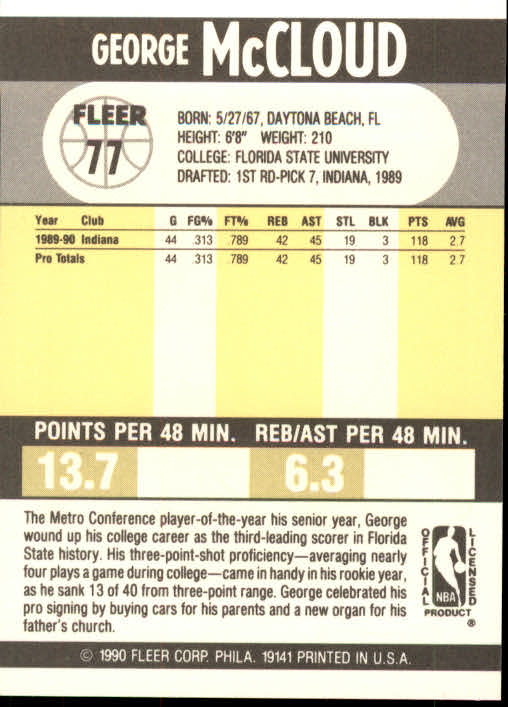 GEORGE McCLOUD
FLEER
77
BORN: 5/27/67, DAYTONA BEACH, FL
HEIGHT: 6'8" WEIGHT: 210
COLLEGE: FLORIDA STATE UNIVERSITY
DRAFTED: 1ST RD-PICK 7, INDIANA, 1989
Year Club G FG% FT% REB AST STL BLK PTS AVG
1989-90 Indiana 44 .313 .789 42 45 19 3 118 2.7
Pro Totals 44 .313 .789 42 45 19 3 118 2.7
POINTS PER 48 MIN. REB/AST PER 48 MIN.
13.7 6.3
The Metro Conference player-of-the-year his senior year, George
wound up his college career as the third-leading scorer in Florida
State history. His three-point-shot proficiency—averaging nearly
four plays a game during college—came in handy in his rookie year,
as he sank 13 of 40 from three-point range. George celebrated his
pro signing by buying cars for his parents and a new organ for his
father's church.
OFFICIAL
LICENSED
NBA
PRODUCT
®
© 1990 FLEER CORP. PHILA. 19141 PRINTED IN U.S.A.